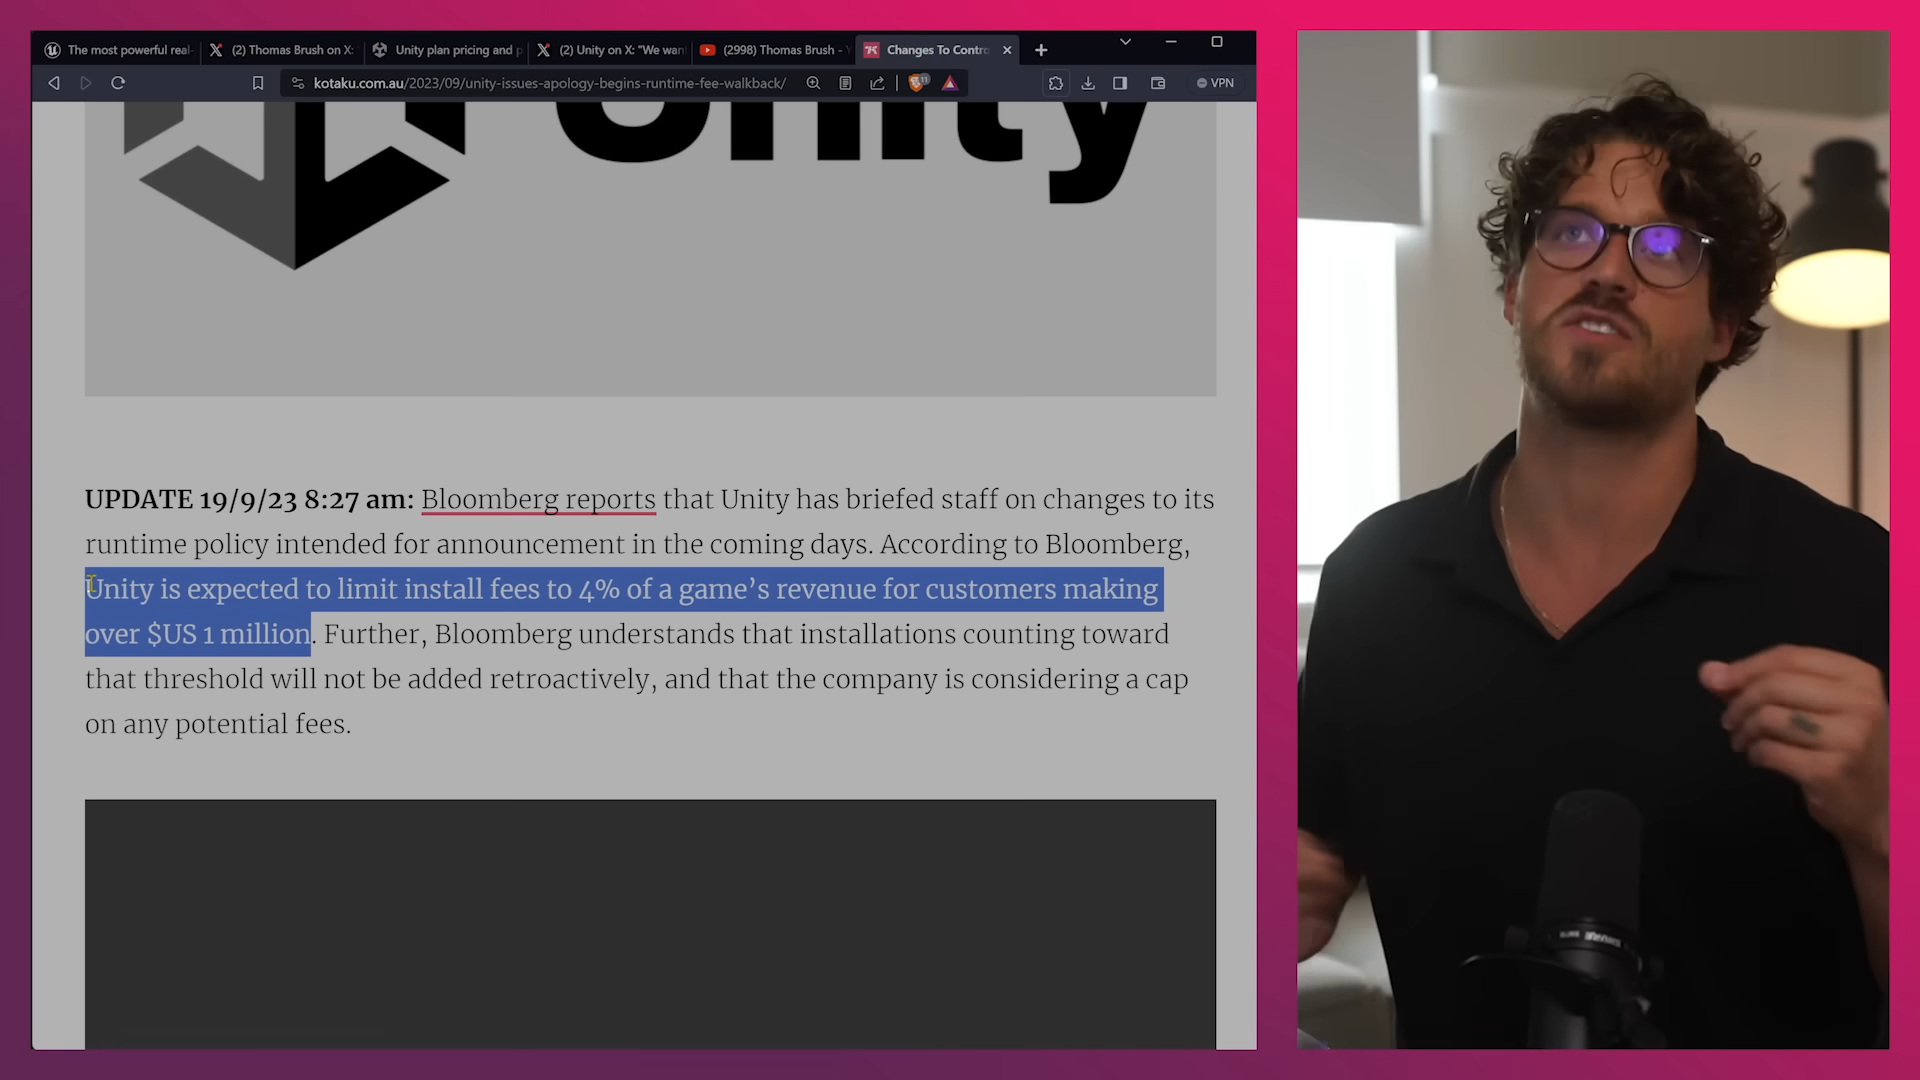 The most powerful real-
(2) Thomas Brush on X:
Unity plan pricing and p
(2) Unity on X: "We wan
(2998) Thomas Brush - Y
Changes To Contro
kotaku.com.au/2023/09/unity-issues-apology-begins-runtime-fee-walkback/
11
VPN
Unity
UPDATE 19/9/23 8:27 am: Bloomberg reports that Unity has briefed staff on changes to its
runtime policy intended for announcement in the coming days. According to Bloomberg,
Unity is expected to limit install fees to 4% of a game's revenue for customers making
over $US 1 million. Further, Bloomberg understands that installations counting toward
that threshold will not be added retroactively, and that the company is considering a cap
on any potential fees.
SHURE